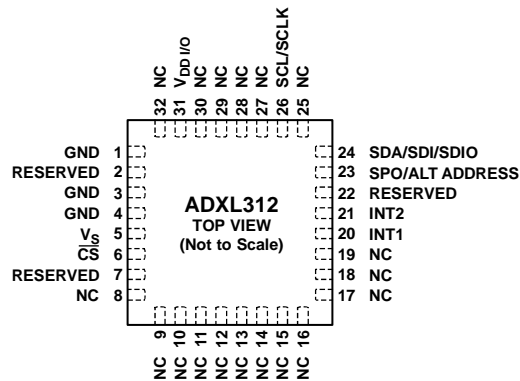 32 NC
31 VDD I/O
30 NC
29 NC
28 NC
27 NC
26 SCL/SCLK
25 NC
GND 1
RESERVED 2
GND 3
GND 4
VS 5
CS 6
RESERVED 7
NC 8
ADXL312
TOP VIEW
(Not to Scale)
24 SDA/SDI/SDIO
23 SPO/ALT ADDRESS
22 RESERVED
21 INT2
20 INT1
19 NC
18 NC
17 NC
NC 9
NC 10
NC 11
NC 12
NC 13
NC 14
NC 15
NC 16